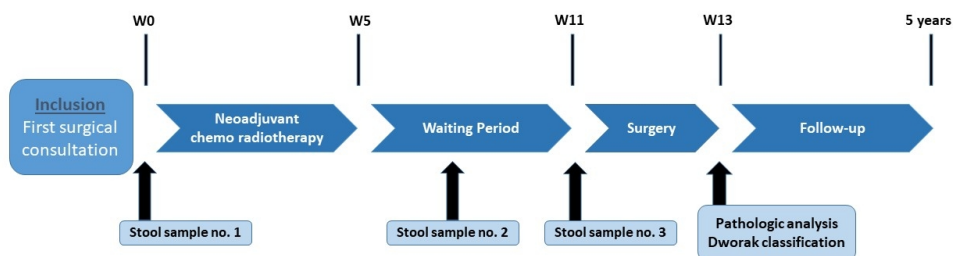 W0
W5
W11
W13
5 years
Inclusion
First surgical
consultation
Neoadjuvant
chemo radiotherapy
Waiting Period
Surgery
Follow-up
Stool sample no. 1
Stool sample no. 2
Stool sample no. 3
Pathologic analysis
Dworak classification